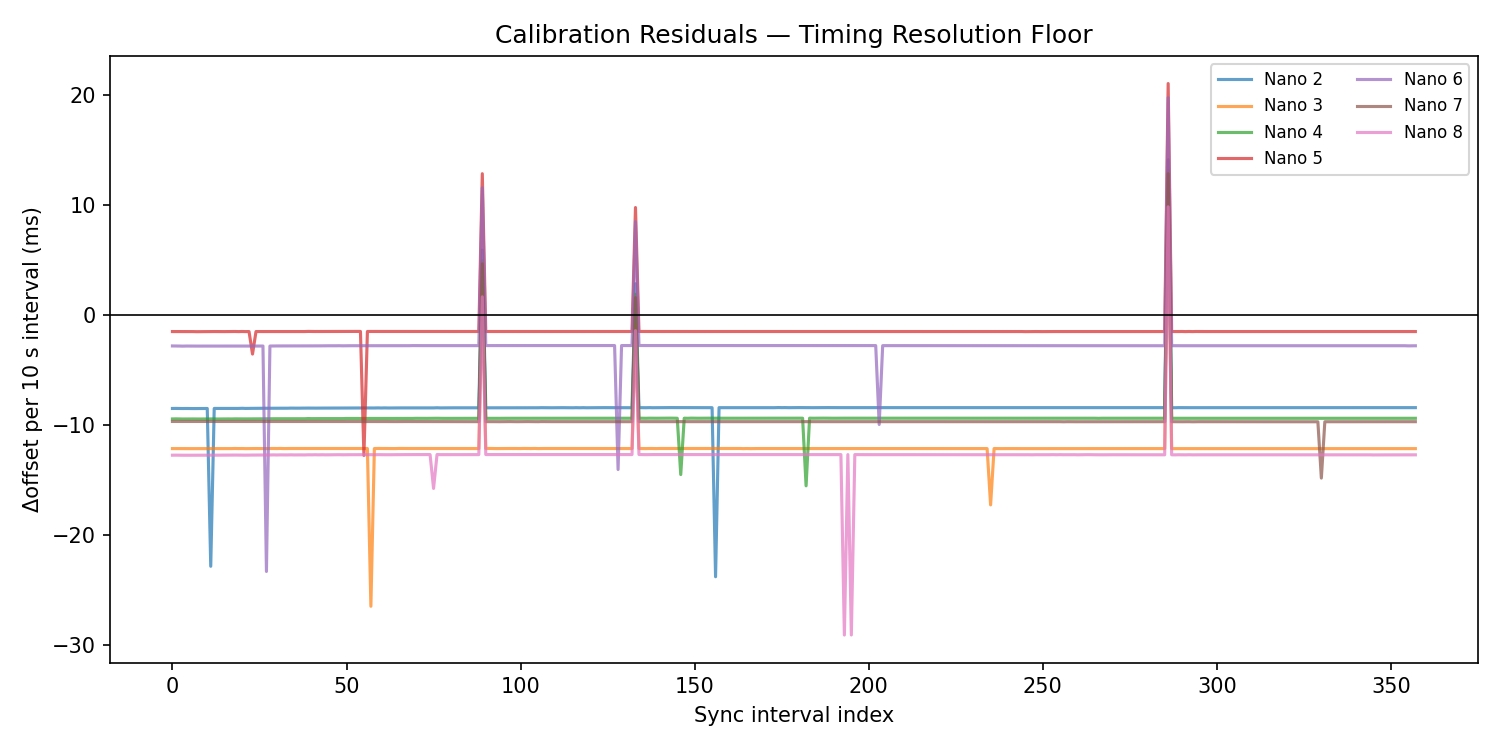 Calibration Residuals — Timing Resolution Floor
Δoffset per 10 s interval (ms)
20
10
0
−10
−20
−30
Nano 2
Nano 3
Nano 4
Nano 5
Nano 6
Nano 7
Nano 8
0 50 100 150 200 250 300 350
Sync interval index